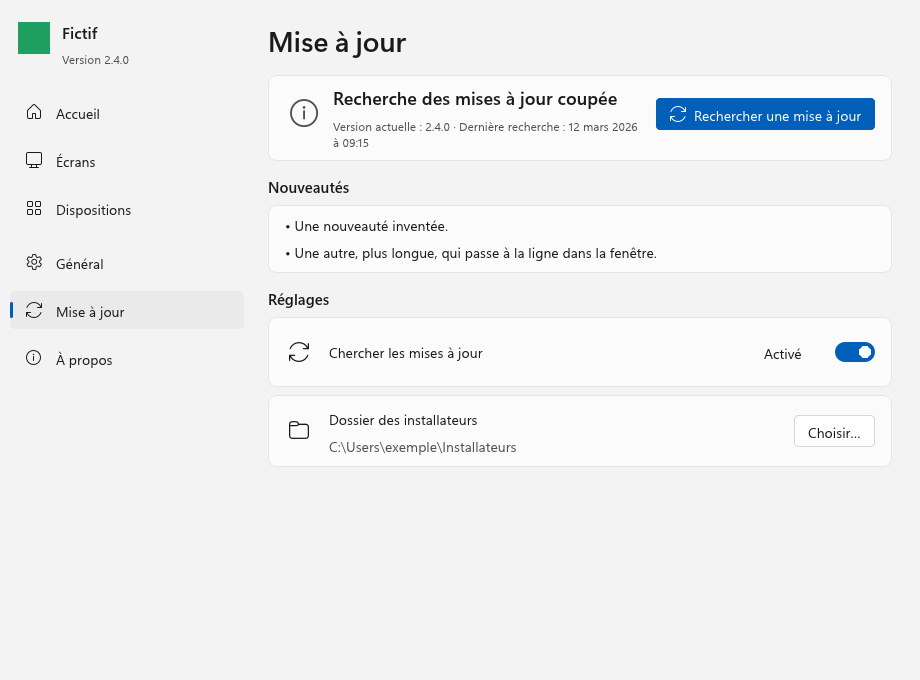 Fictif
Version 2.4.0
Accueil
Écrans
Dispositions
Général
Mise à jour
À propos
Mise à jour
Recherche des mises à jour coupée
Version actuelle : 2.4.0 · Dernière recherche : 12 mars 2026
à 09:15
Rechercher une mise à jour
Nouveautés
• Une nouveauté inventée.
• Une autre, plus longue, qui passe à la ligne dans la fenêtre.
Réglages
Chercher les mises à jour
Activé
Dossier des installateurs
C:\Users\exemple\Installateurs
Choisir...